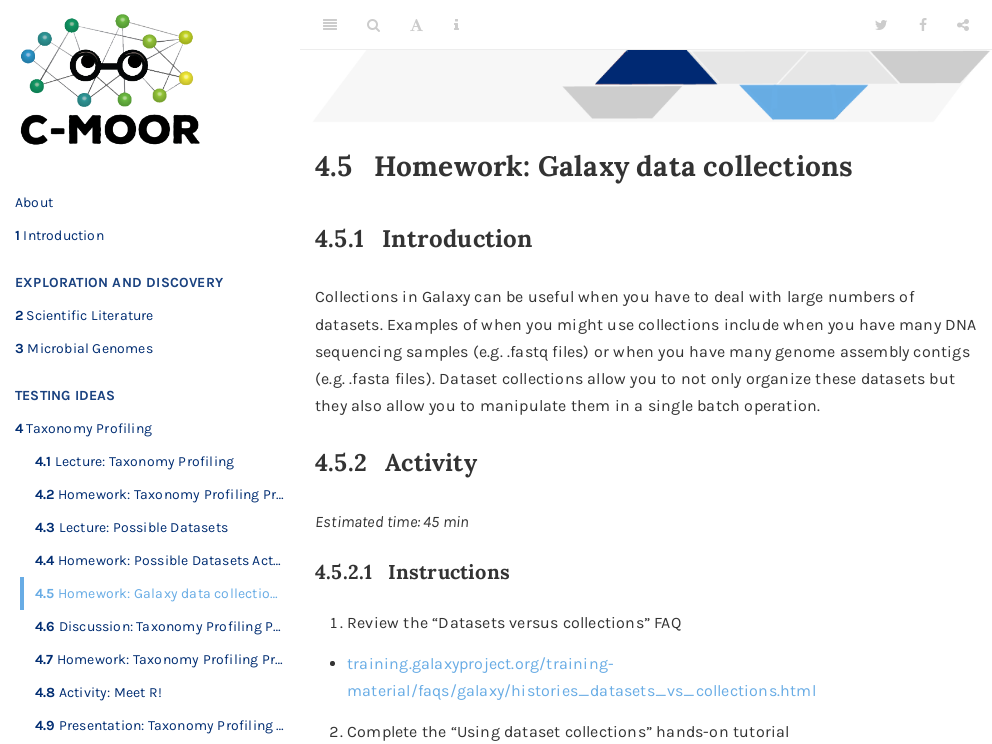 C-MOOR
About
1 Introduction
EXPLORATION AND DISCOVERY
2 Scientific Literature
3 Microbial Genomes
TESTING IDEAS
4 Taxonomy Profiling
4.1 Lecture: Taxonomy Profiling
4.2 Homework: Taxonomy Profiling Pr...
4.3 Lecture: Possible Datasets
4.4 Homework: Possible Datasets Act...
4.5 Homework: Galaxy data collectio...
4.6 Discussion: Taxonomy Profiling P...
4.7 Homework: Taxonomy Profiling Pr...
4.8 Activity: Meet R!
4.9 Presentation: Taxonomy Profiling ...
4.5 Homework: Galaxy data collections
4.5.1 Introduction
Collections in Galaxy can be useful when you have to deal with large numbers of
datasets. Examples of when you might use collections include when you have many DNA
sequencing samples (e.g. .fastq files) or when you have many genome assembly contigs
(e.g. .fasta files). Dataset collections allow you to not only organize these datasets but
they also allow you to manipulate them in a single batch operation.
4.5.2 Activity
Estimated time: 45 min
4.5.2.1 Instructions
1. Review the “Datasets versus collections” FAQ
• training.galaxyproject.org/training-
material/faqs/galaxy/histories_datasets_vs_collections.html
2. Complete the “Using dataset collections” hands-on tutorial